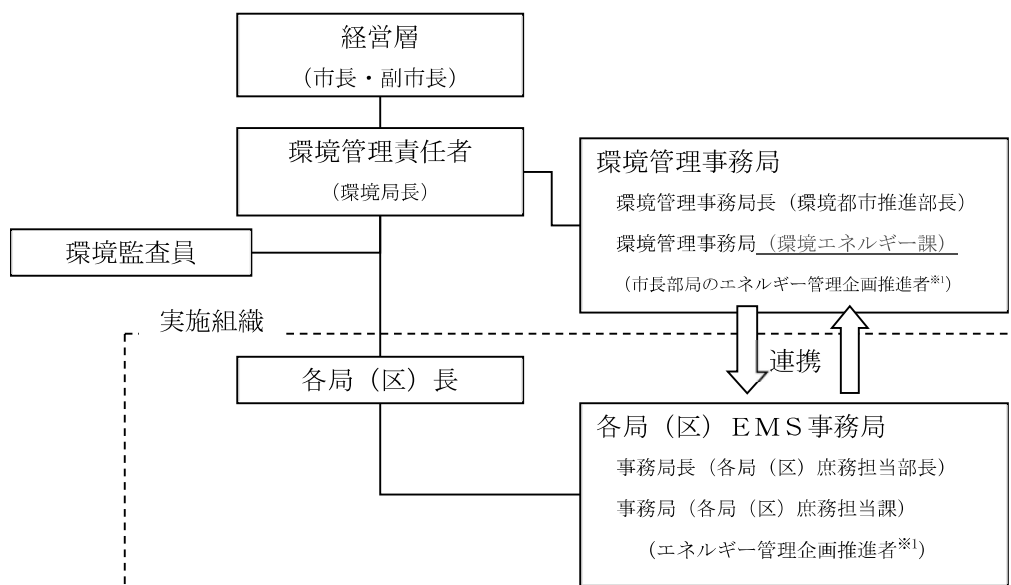 経営層
（市長・副市長）
環境管理責任者
（環境局長）
環境管理事務局
環境管理事務局長（環境都市推進部長）
環境管理事務局（環境エネルギー課）
（市長部局のエネルギー管理企画推進者※1）
環境監査員
実施組織
連携
各局（区）長
各局（区）ＥＭＳ事務局
事務局長（各局（区）庶務担当部長）
事務局（各局（区）庶務担当課）
（エネルギー管理企画推進者※1）